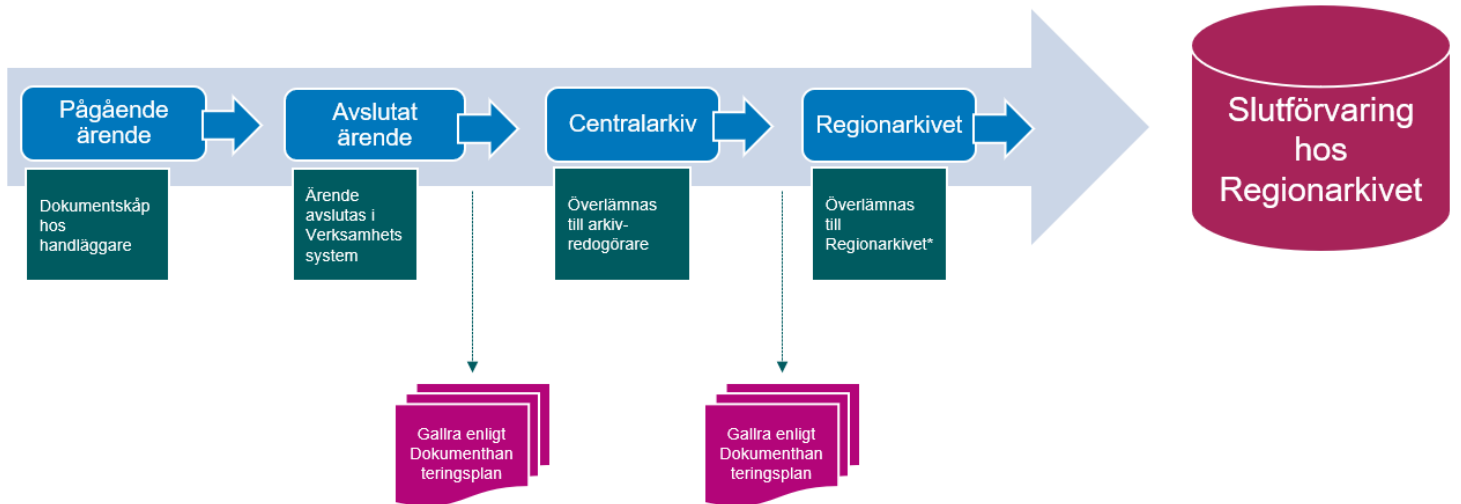 Pågående
ärende
Avslutat
ärende
Centralarkiv
Regionarkivet
Slutförvaring
hos
Regionarkivet
Dokumentskåp
hos
handläggare
Ärende
avslutas i
Verksamhets
system
Överlämnas
till arkiv-
redogörare
Överlämnas
till
Regionarkivet*
Gallra enligt
Dokumenthan
teringsplan
Gallra enligt
Dokumenthan
teringsplan